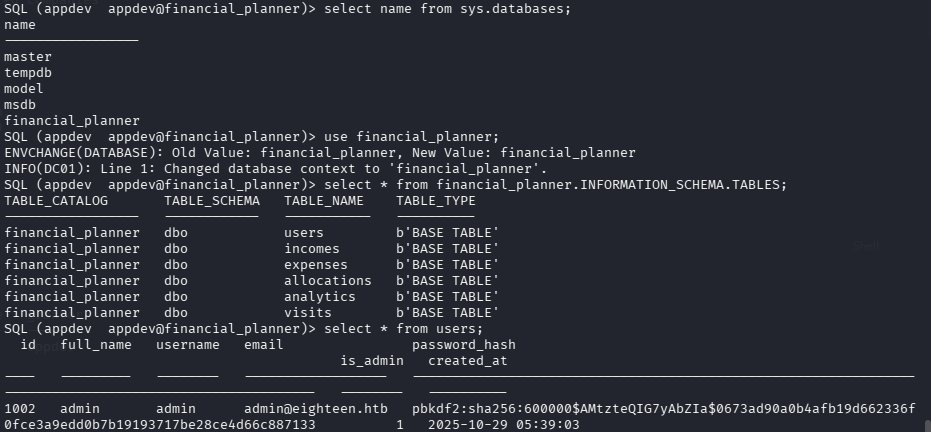 SQL (appdev  appdev@financial_planner)> select name from sys.databases;
name
master
tempdb
model
msdb
financial_planner
SQL (appdev  appdev@financial_planner)> use financial_planner;
ENVCHANGE(DATABASE): Old Value: financial_planner, New Value: financial_planner
INFO(DC01): Line 1: Changed database context to 'financial_planner'.
SQL (appdev  appdev@financial_planner)> select * from financial_planner.INFORMATION_SCHEMA.TABLES;
TABLE_CATALOG       TABLE_SCHEMA   TABLE_NAME    TABLE_TYPE
financial_planner   dbo            users         b'BASE TABLE'
financial_planner   dbo            incomes       b'BASE TABLE'
financial_planner   dbo            expenses      b'BASE TABLE'
financial_planner   dbo            allocations   b'BASE TABLE'
financial_planner   dbo            analytics     b'BASE TABLE'
financial_planner   dbo            visits        b'BASE TABLE'
SQL (appdev  appdev@financial_planner)> select * from users;
  id   full_name   username   email                password_hash
                                          is_admin   created_at
1002   admin       admin      admin@eighteen.htb   pbkdf2:sha256:600000$AMtzteQIG7yAbZIa$0673ad90a0b4afb19d662336f
0fce3a9edd0b7b19193717be28ce4d66c887133          1   2025-10-29 05:39:03